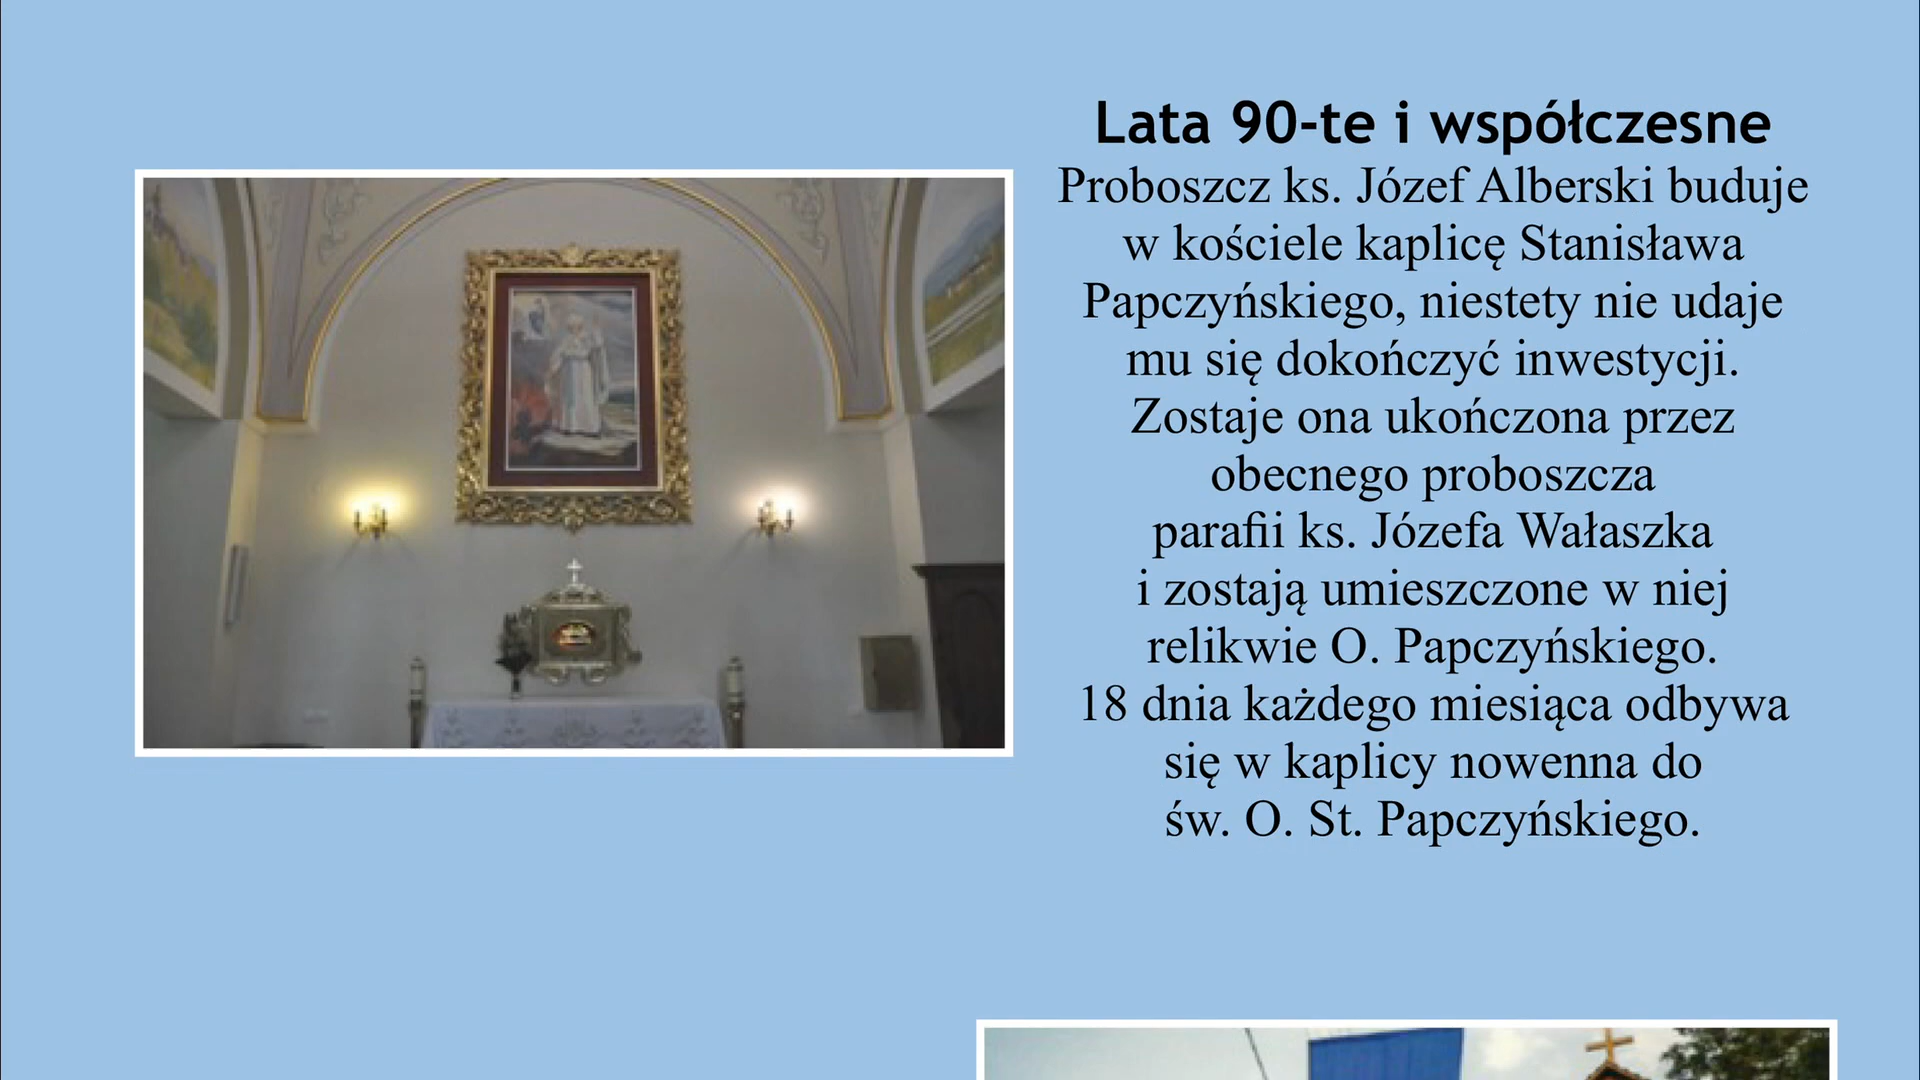 Lata 90-te i współczesne
Proboszcz ks. Józef Alberski buduje
w kościele kaplicę Stanisława
Papczyńskiego, niestety nie udaje
mu się dokończyć inwestycji.
Zostaje ona ukończona przez
obecnego proboszcza
parafii ks. Józefa Wałaszka
i zostają umieszczone w niej
relikwie O. Papczyńskiego.
18 dnia każdego miesiąca odbywa
się w kaplicy nowenna do
św. O. St. Papczyńskiego.